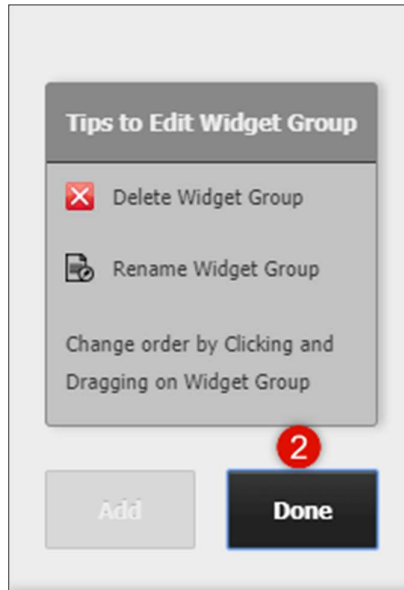 Tips to Edit Widget Group
Delete Widget Group
Rename Widget Group
Change order by Clicking and
Dragging on Widget Group
2
Add
Done